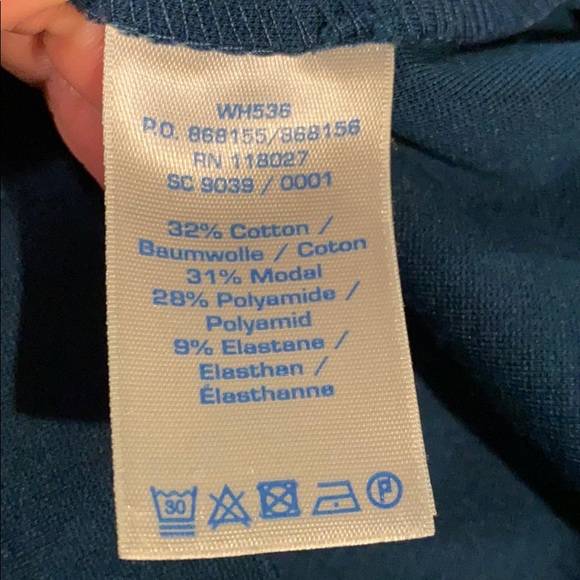 WH536
P.O. 868155/868156
RN 118027
SC 9039 / 0001
32% Cotton /
Baumwolle / Coton
31% Modal
28% Polyamide /
Polyamid
9% Elastane /
Elasthan /
Élasthanne
30 P